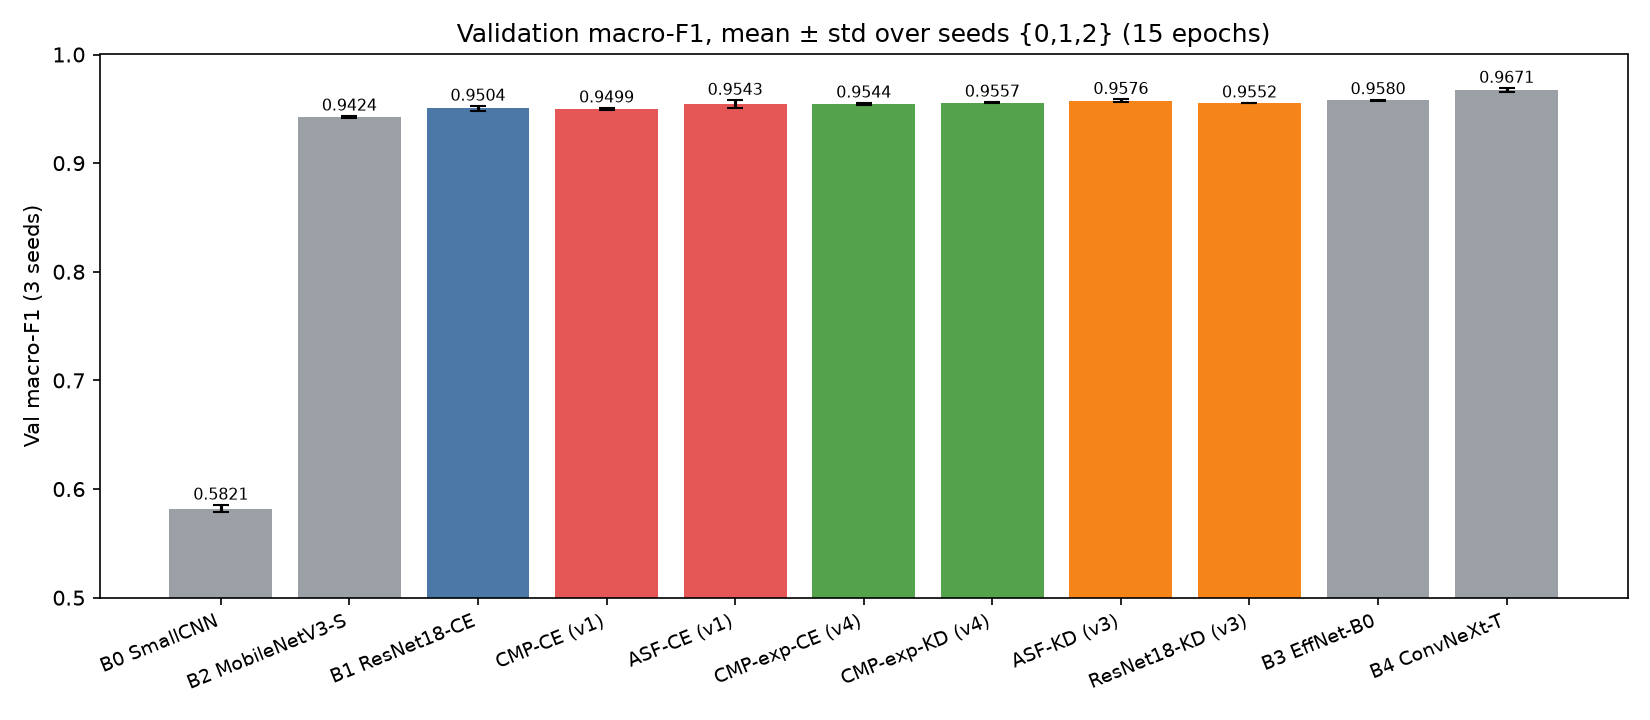 Validation macro-F1, mean ± std over seeds {0,1,2} (15 epochs)
Val macro-F1 (3 seeds)
1.0
0.9
0.8
0.7
0.6
0.5
0.5821
0.9424
0.9504
0.9499
0.9543
0.9544
0.9557
0.9576
0.9552
0.9580
0.9671
B0 SmallCNN
B2 MobileNetV3-S
B1 ResNet18-CE
CMP-CE (v1)
ASF-CE (v1)
CMP-exp-CE (v4)
CMP-exp-KD (v4)
ASF-KD (v3)
ResNet18-KD (v3)
B3 EffNet-B0
B4 ConvNeXt-T